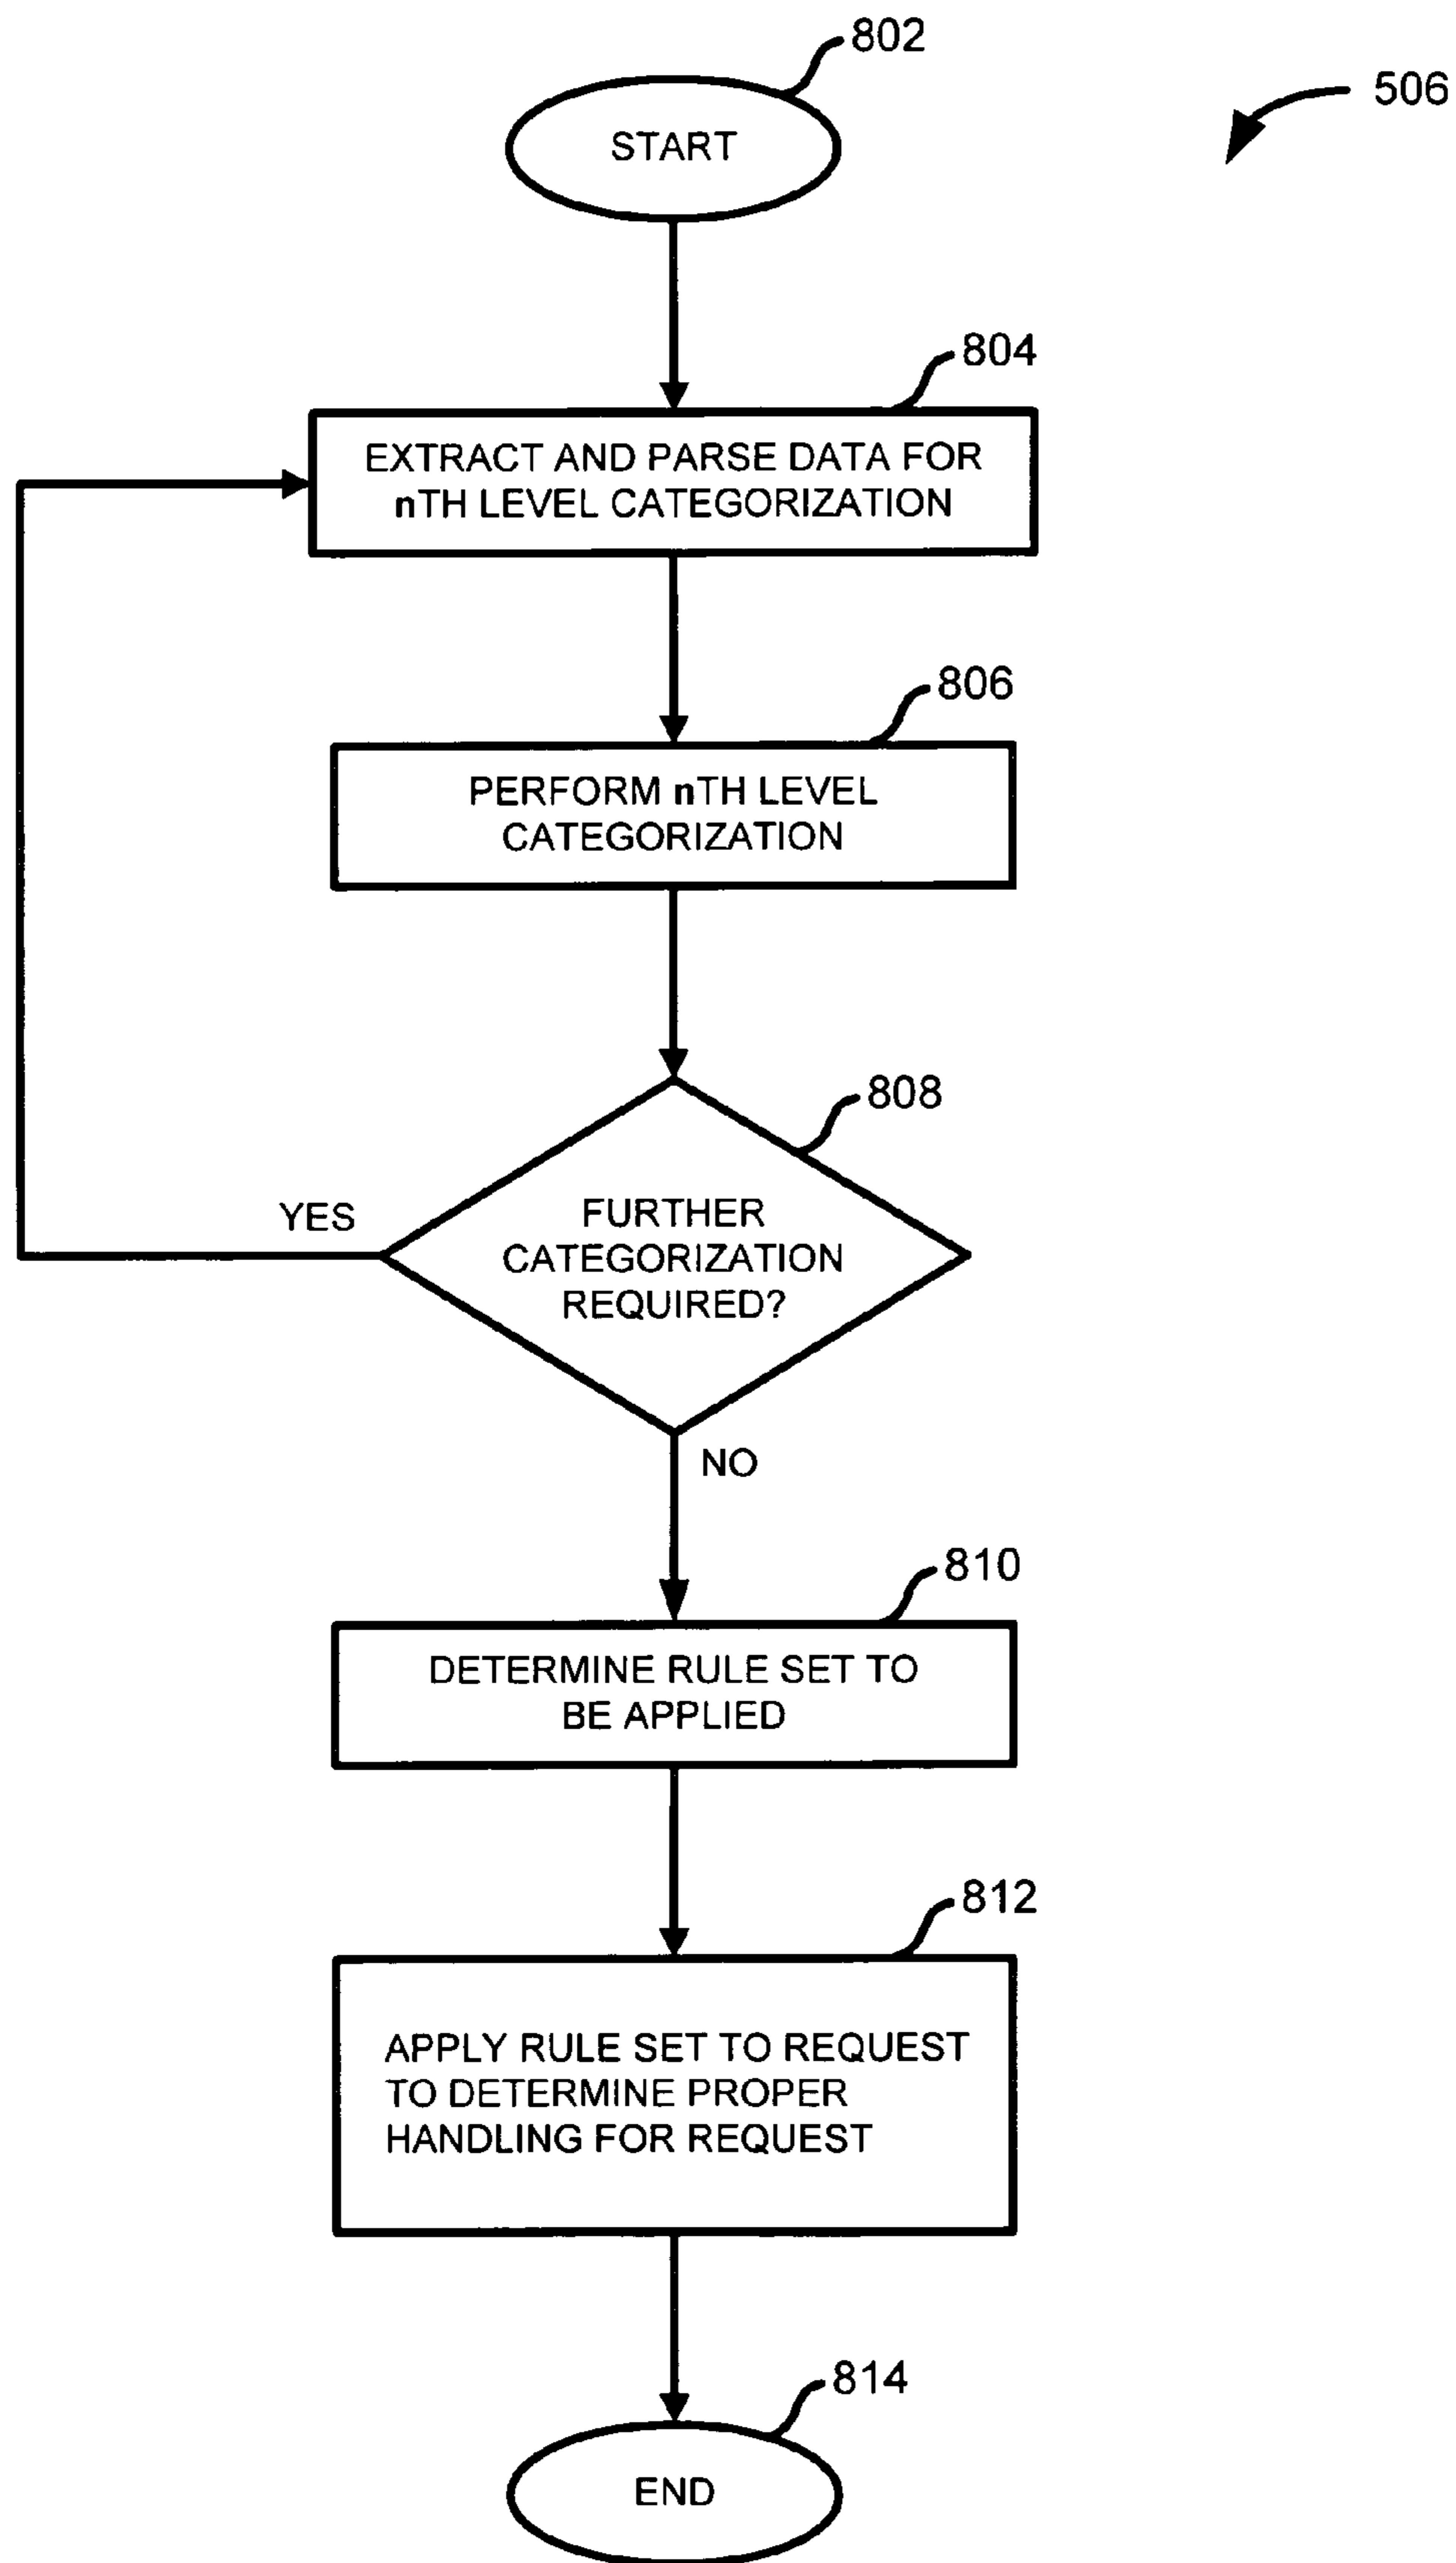 802
506
START
804
EXTRACT AND PARSE DATA FOR
nTH LEVEL CATEGORIZATION
806
PERFORM nTH LEVEL
CATEGORIZATION
808
YES
FURTHER
CATEGORIZATION
REQUIRED?
NO
810
DETERMINE RULE SET TO
BE APPLIED
812
APPLY RULE SET TO REQUEST
TO DETERMINE PROPER
HANDLING FOR REQUEST
814
END